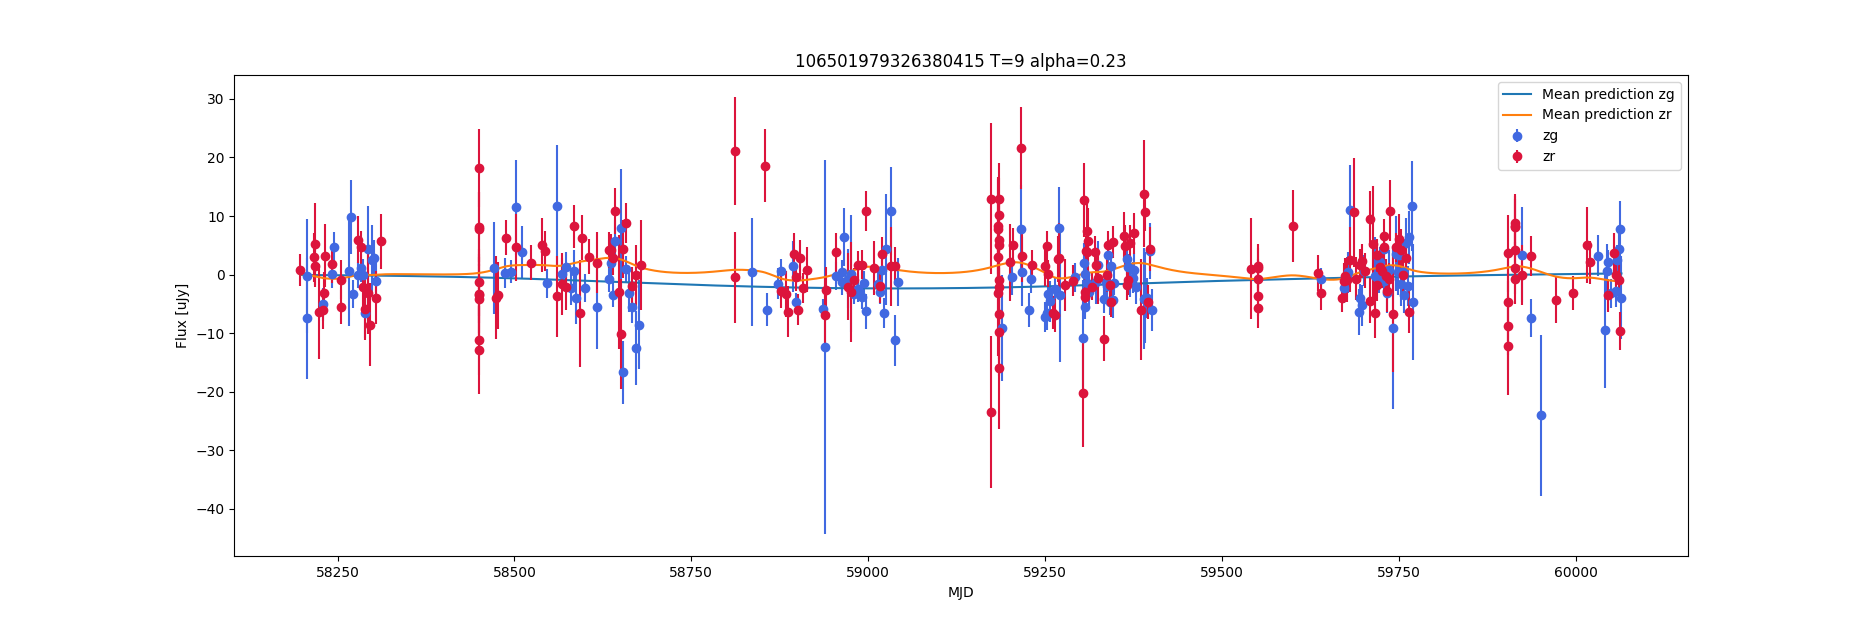 106501979326380415 T=9 alpha=0.23
Mean prediction zg
Mean prediction zr
zg
zr
Flux [uJy]
30
20
10
0
−10
−20
−30
−40
58250 58500 58750 59000 59250 59500 59750 60000
MJD